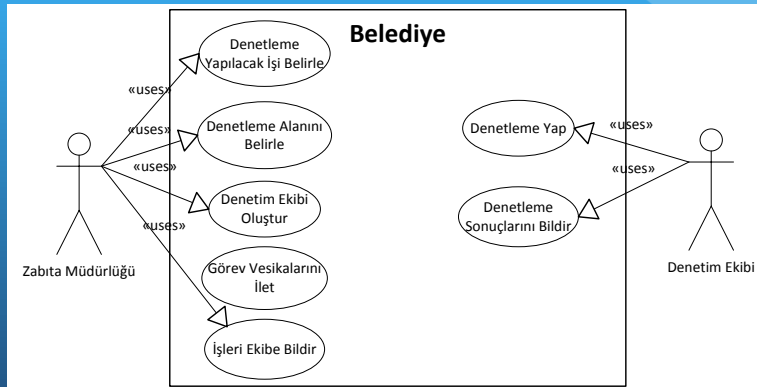 Belediye
Denetleme
Yapılacak İşi Belirle
«uses»
Denetleme Alanını
Belirle
«uses»
Denetim Ekibi
Oluştur
«uses»
Görev Vesikalarını
İlet
«uses»
İşleri Ekibe Bildir
Zabıta Müdürlüğü
Denetleme Yap
«uses»
Denetleme
Sonuçlarını Bildir
«uses»
Denetim Ekibi